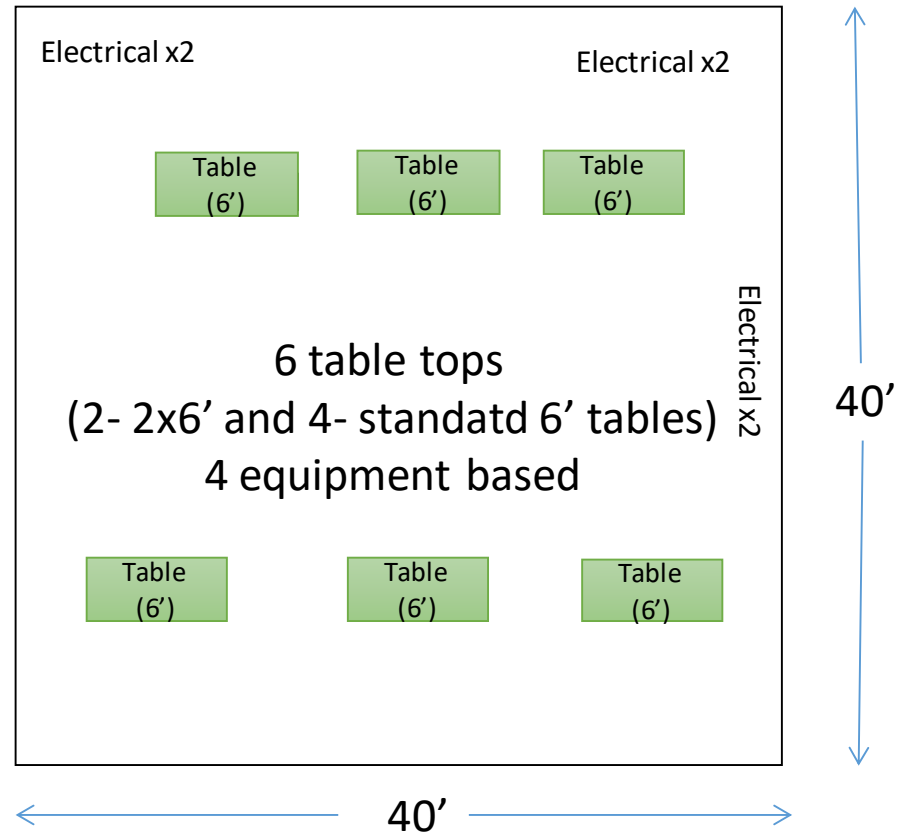 Electrical x2
Electrical x2
Table
(6’)
Table
(6’)
Table
(6’)
Electrical x2
6 table tops
(2- 2x6’ and 4- standatd 6’ tables)
4 equipment based
40’
Table
(6’)
Table
(6’)
Table
(6’)
40’